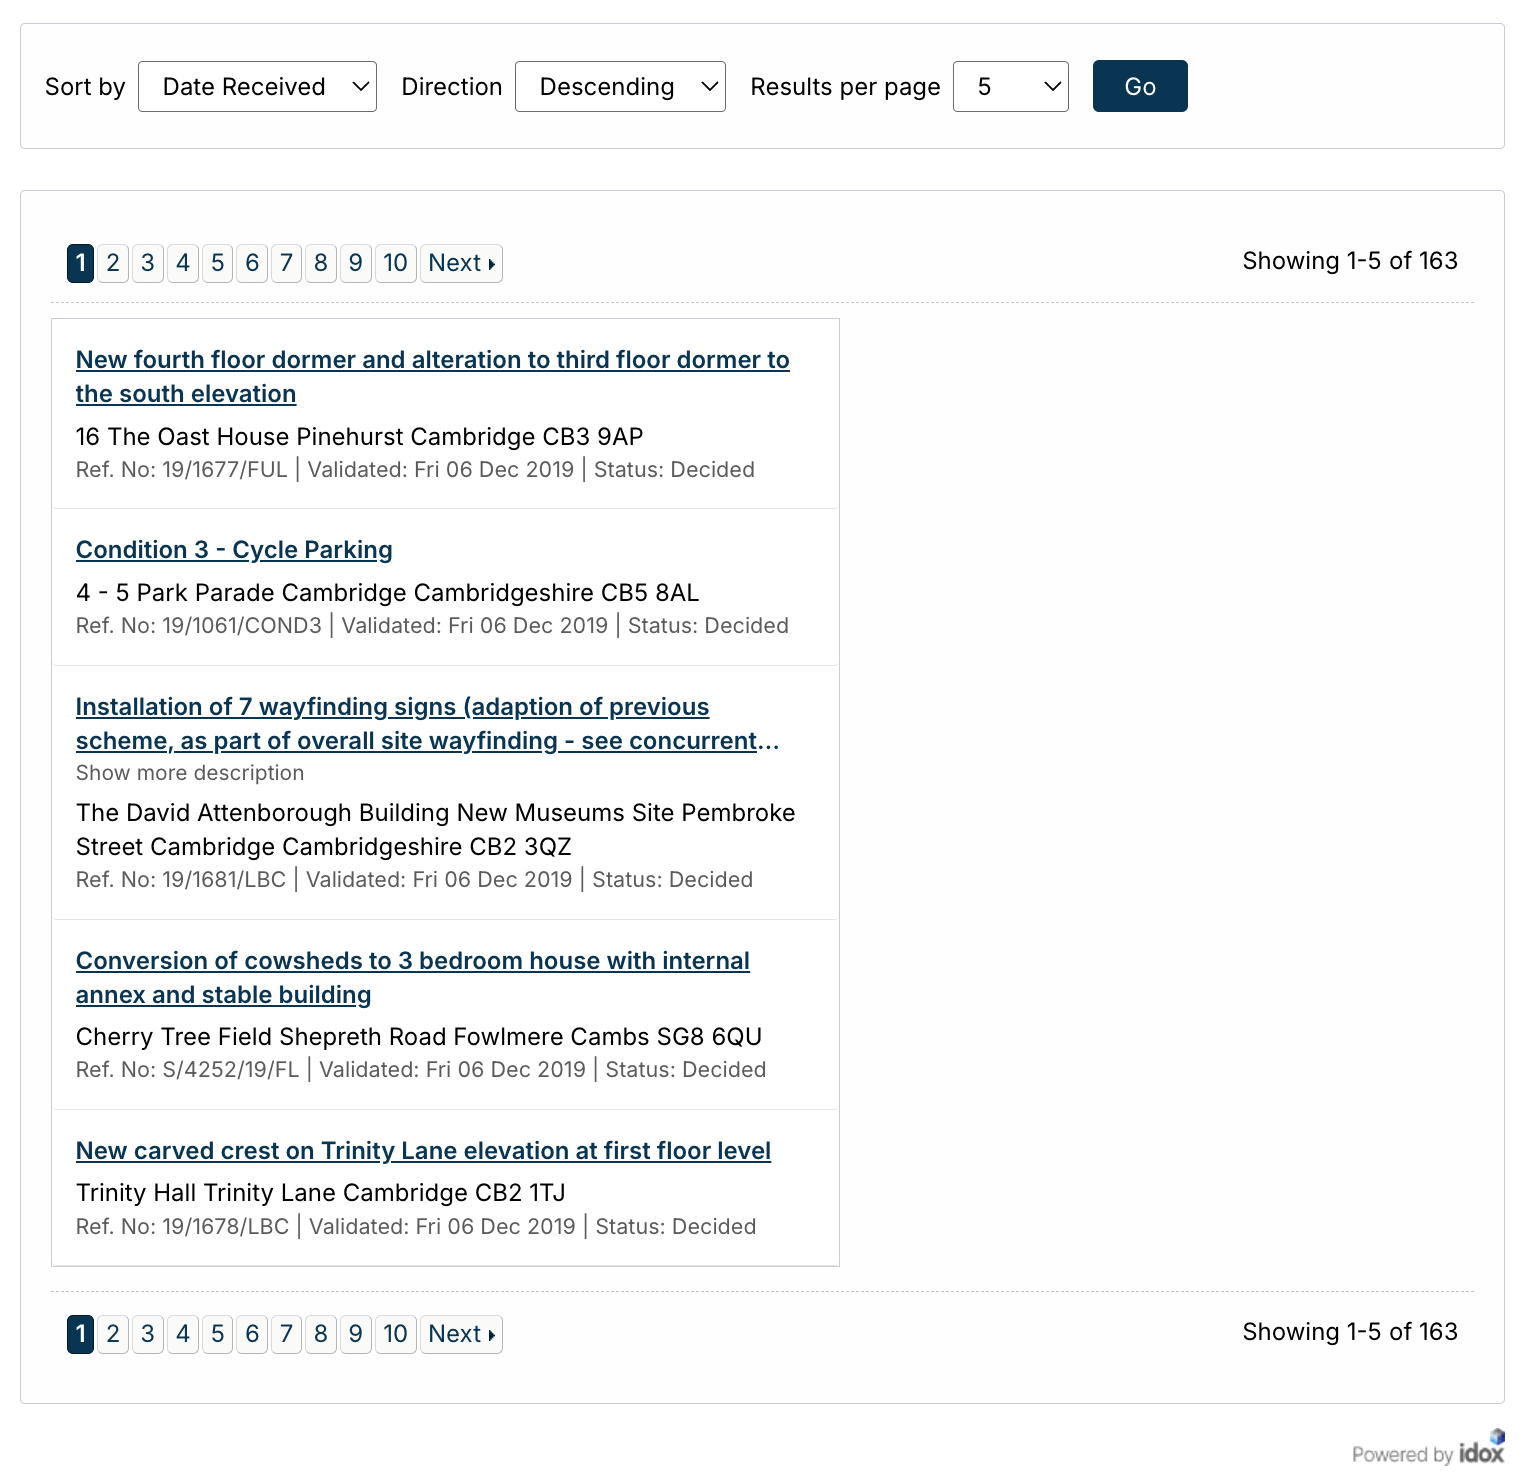 Sort by Date Received Direction Descending Results per page 5 Go
1 2 3 4 5 6 7 8 9 10 Next Showing 1-5 of 163
New fourth floor dormer and alteration to third floor dormer to
the south elevation
16 The Oast House Pinehurst Cambridge CB3 9AP
Ref. No: 19/1677/FUL | Validated: Fri 06 Dec 2019 | Status: Decided
Condition 3 - Cycle Parking
4 - 5 Park Parade Cambridge Cambridgeshire CB5 8AL
Ref. No: 19/1061/COND3 | Validated: Fri 06 Dec 2019 | Status: Decided
Installation of 7 wayfinding signs (adaption of previous
scheme, as part of overall site wayfinding - see concurrent...
Show more description
The David Attenborough Building New Museums Site Pembroke
Street Cambridge Cambridgeshire CB2 3QZ
Ref. No: 19/1681/LBC | Validated: Fri 06 Dec 2019 | Status: Decided
Conversion of cowsheds to 3 bedroom house with internal
annex and stable building
Cherry Tree Field Shepreth Road Fowlmere Cambs SG8 6QU
Ref. No: S/4252/19/FL | Validated: Fri 06 Dec 2019 | Status: Decided
New carved crest on Trinity Lane elevation at first floor level
Trinity Hall Trinity Lane Cambridge CB2 1TJ
Ref. No: 19/1678/LBC | Validated: Fri 06 Dec 2019 | Status: Decided
1 2 3 4 5 6 7 8 9 10 Next Showing 1-5 of 163
Powered by idox